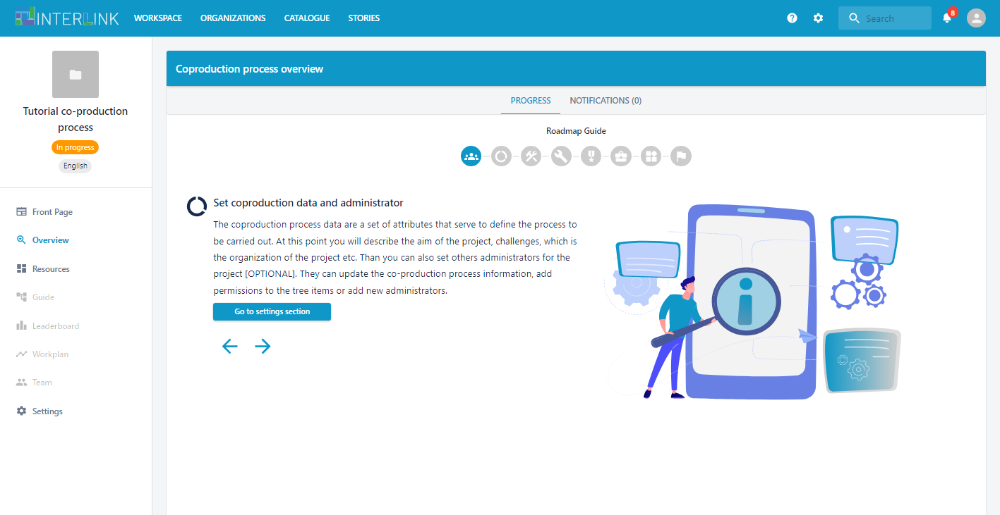 INTERLINK
WORKSPACE
ORGANIZATIONS
CATALOGUE
STORIES
Search
8
Tutorial co-production
process
In progress
English
Front Page
Overview
Resources
Guide
Leaderboard
Workplan
Team
Settings
Coproduction process overview
PROGRESS
NOTIFICATIONS (0)
Roadmap Guide
Set coproduction data and administrator
The coproduction process data are a set of attributes that serve to define the process to
be carried out. At this point you will describe the aim of the project, challenges, which is
the organization of the project etc. Than you can also set others administrators for the
project [OPTIONAL]. They can update the co-production process information, add
permissions to the tree items or add new administrators.
Go to settings section